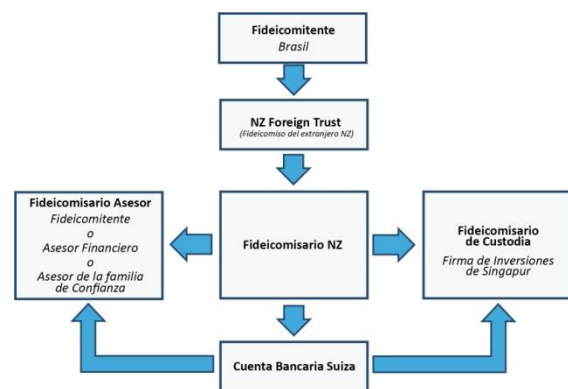 Fideicomitente
Brasil
NZ Foreign Trust
(Fideicomiso del extranjero NZ)
Fideicomisario Asesor
Fideicomitente
o
Asesor Financiero
o
Asesor de la familia
de Confianza
Fideicomisario NZ
Fideicomisario
de Custodia
Firma de Inversiones
de Singapur
Cuenta Bancaria Suiza